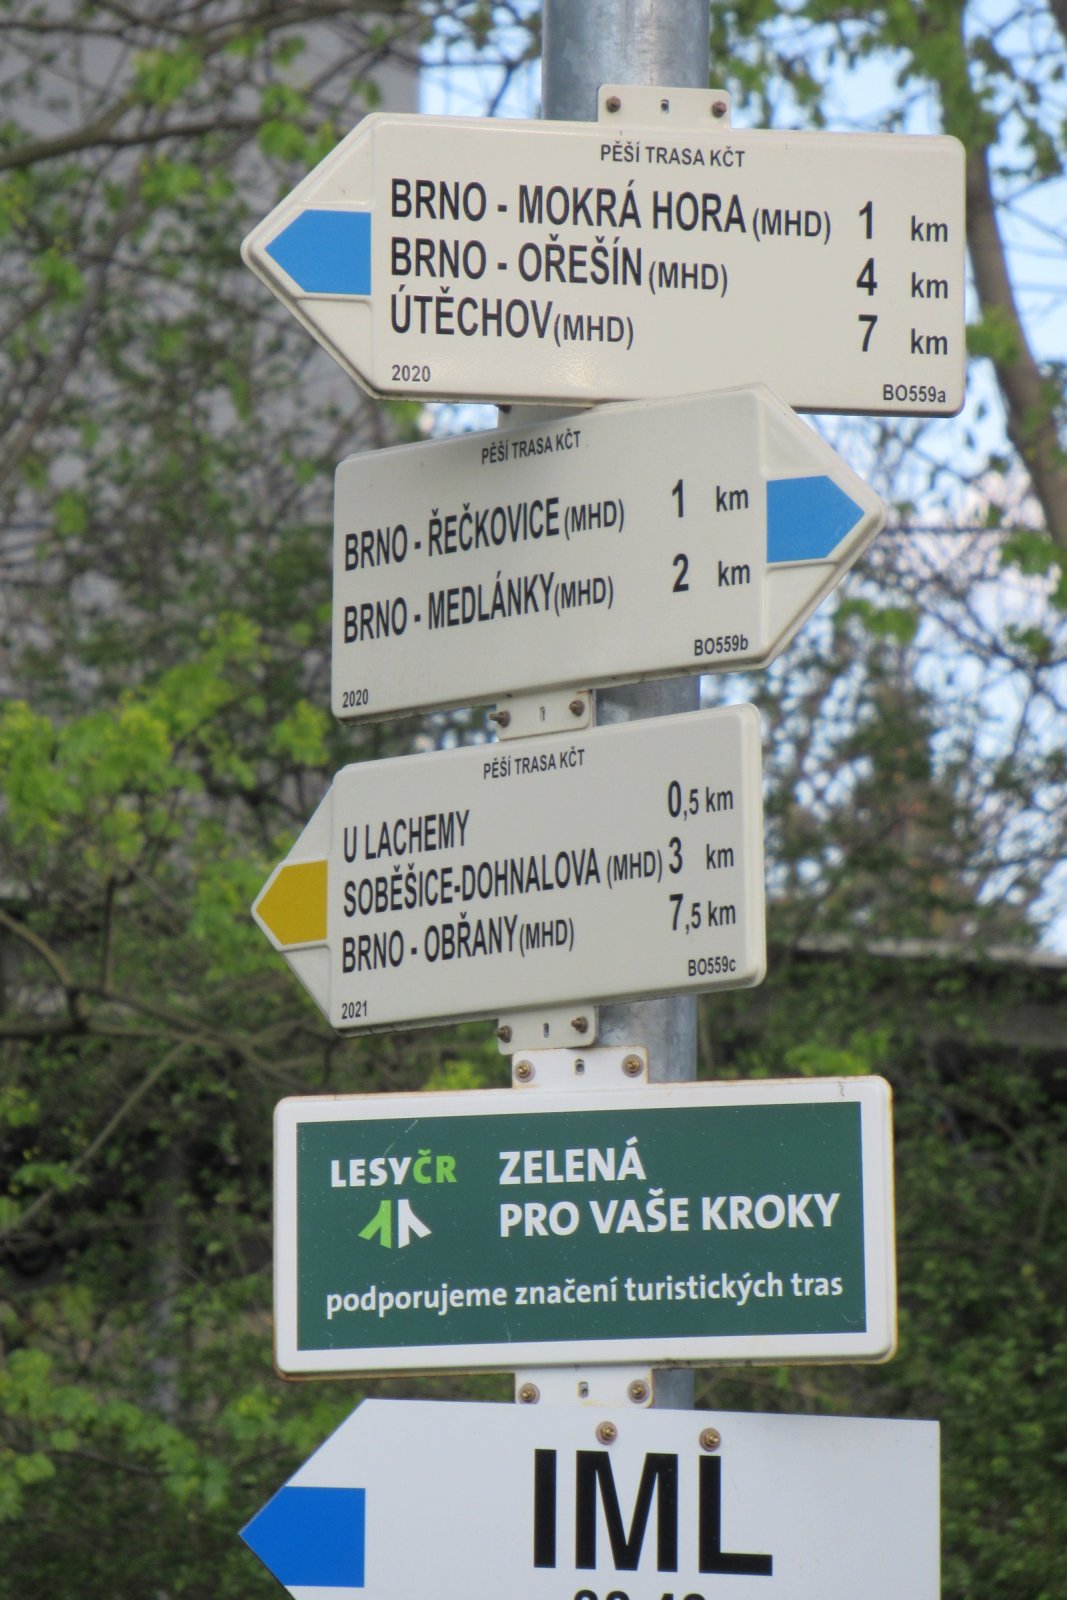 PĚŠÍ TRASA KČT
BRNO - MOKRÁ HORA (MHD) 1 km
BRNO - OŘEŠÍN (MHD) 4 km
ÚTĚCHOV (MHD) 7 km
2020 BO559a
PĚŠÍ TRASA KČT
BRNO - ŘEČKOVICE (MHD) 1 km
BRNO - MEDLÁNKY (MHD) 2 km
BO559b
2020
PĚŠÍ TRASA KČT
U LACHEMY 0,5 km
SOBĚŠICE-DOHNALOVA (MHD) 3 km
BRNO - OBŘANY (MHD) 7,5 km
BO559c
2021
LESY ČR
ZELENÁ
PRO VAŠE KROKY
podporujeme značení turistických tras
IML